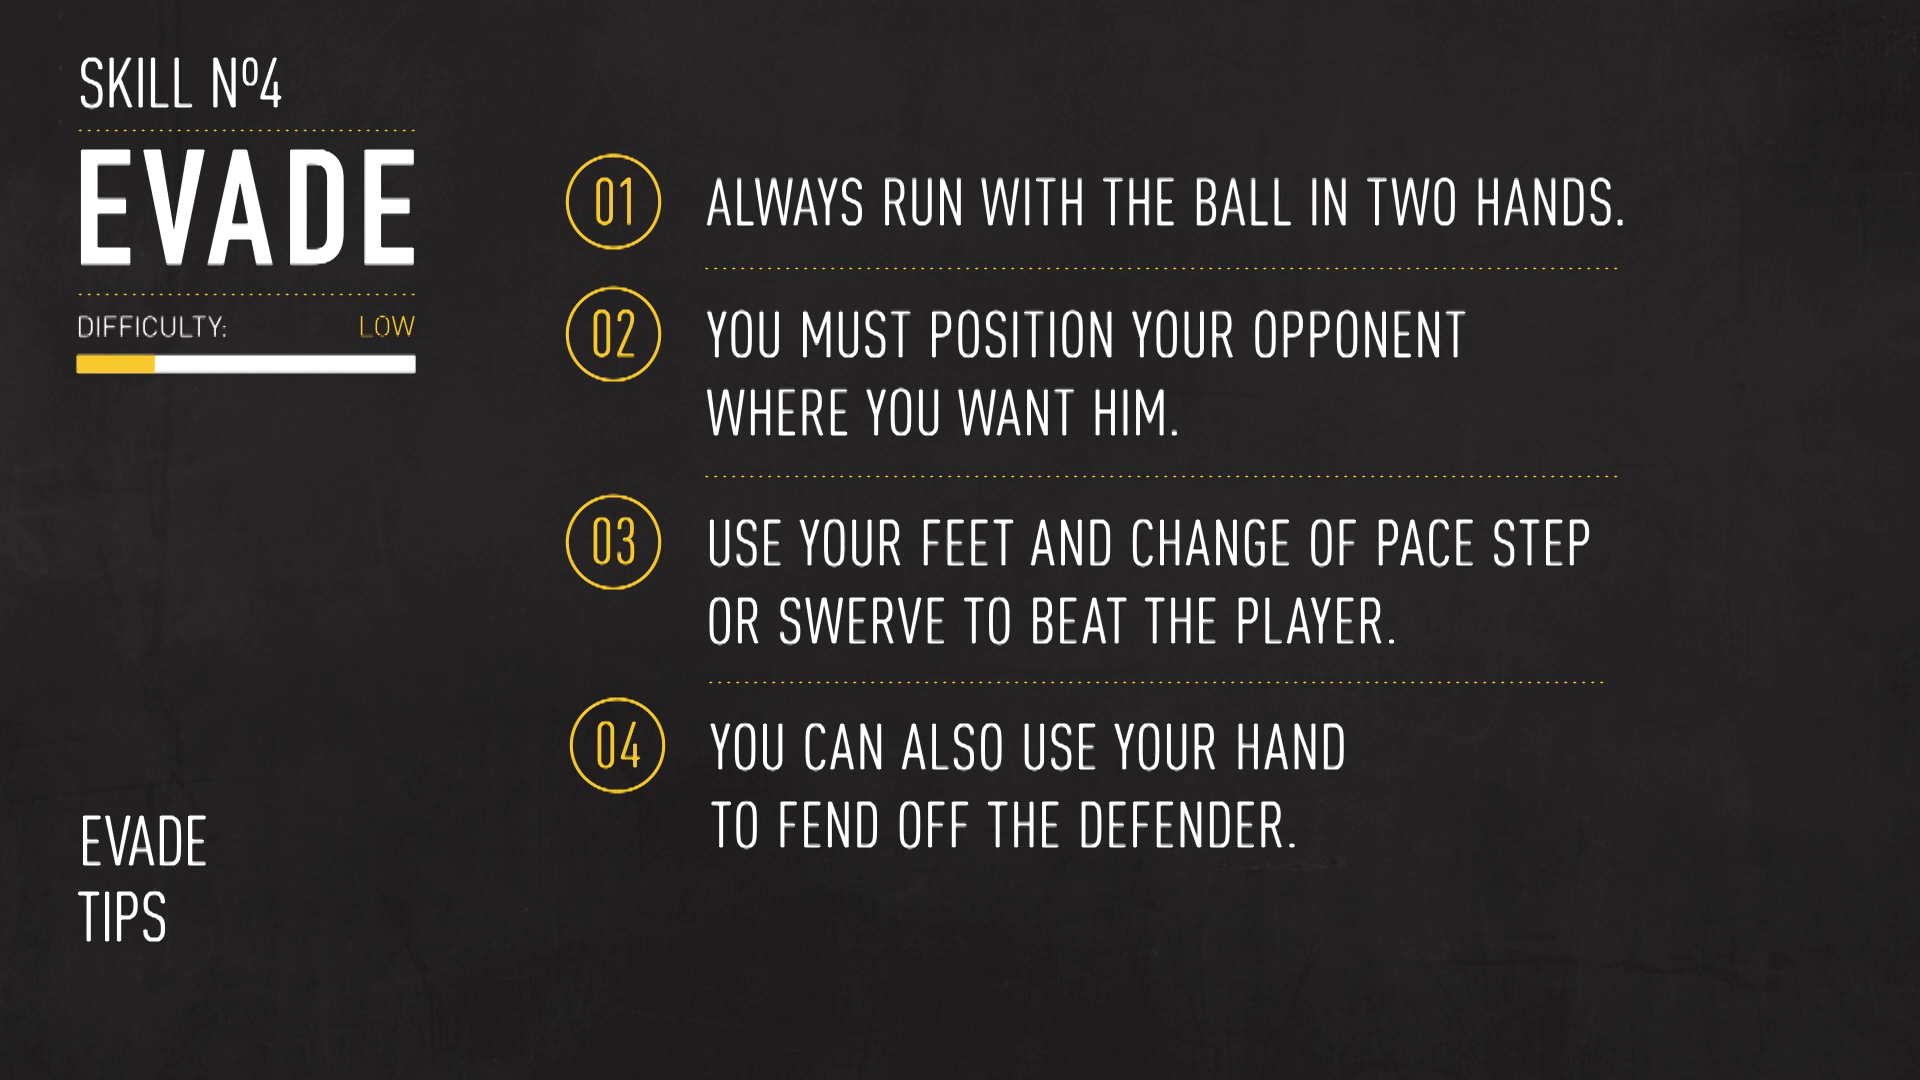 SKILL Nº4
EVADE
DIFFICULTY: LOW
01 ALWAYS RUN WITH THE BALL IN TWO HANDS.
02 YOU MUST POSITION YOUR OPPONENT
WHERE YOU WANT HIM.
03 USE YOUR FEET AND CHANGE OF PACE STEP
OR SWERVE TO BEAT THE PLAYER.
04 YOU CAN ALSO USE YOUR HAND
TO FEND OFF THE DEFENDER.
EVADE
TIPS